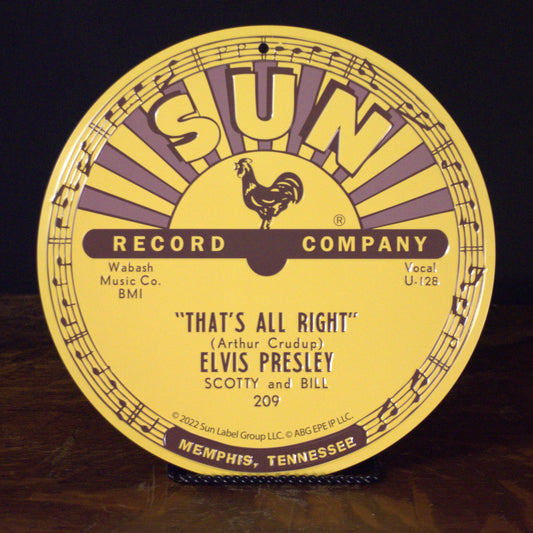 SUN
®
RECORD COMPANY
Wabash
Music Co.
BMI
Vocal
U-128
"THAT'S ALL RIGHT"
(Arthur Crudup)
ELVIS PRESLEY
SCOTTY and BILL
209
© 2022 Sun Label Group LLC. © ABG EPE IP LLC.
MEMPHIS, TENNESSEE